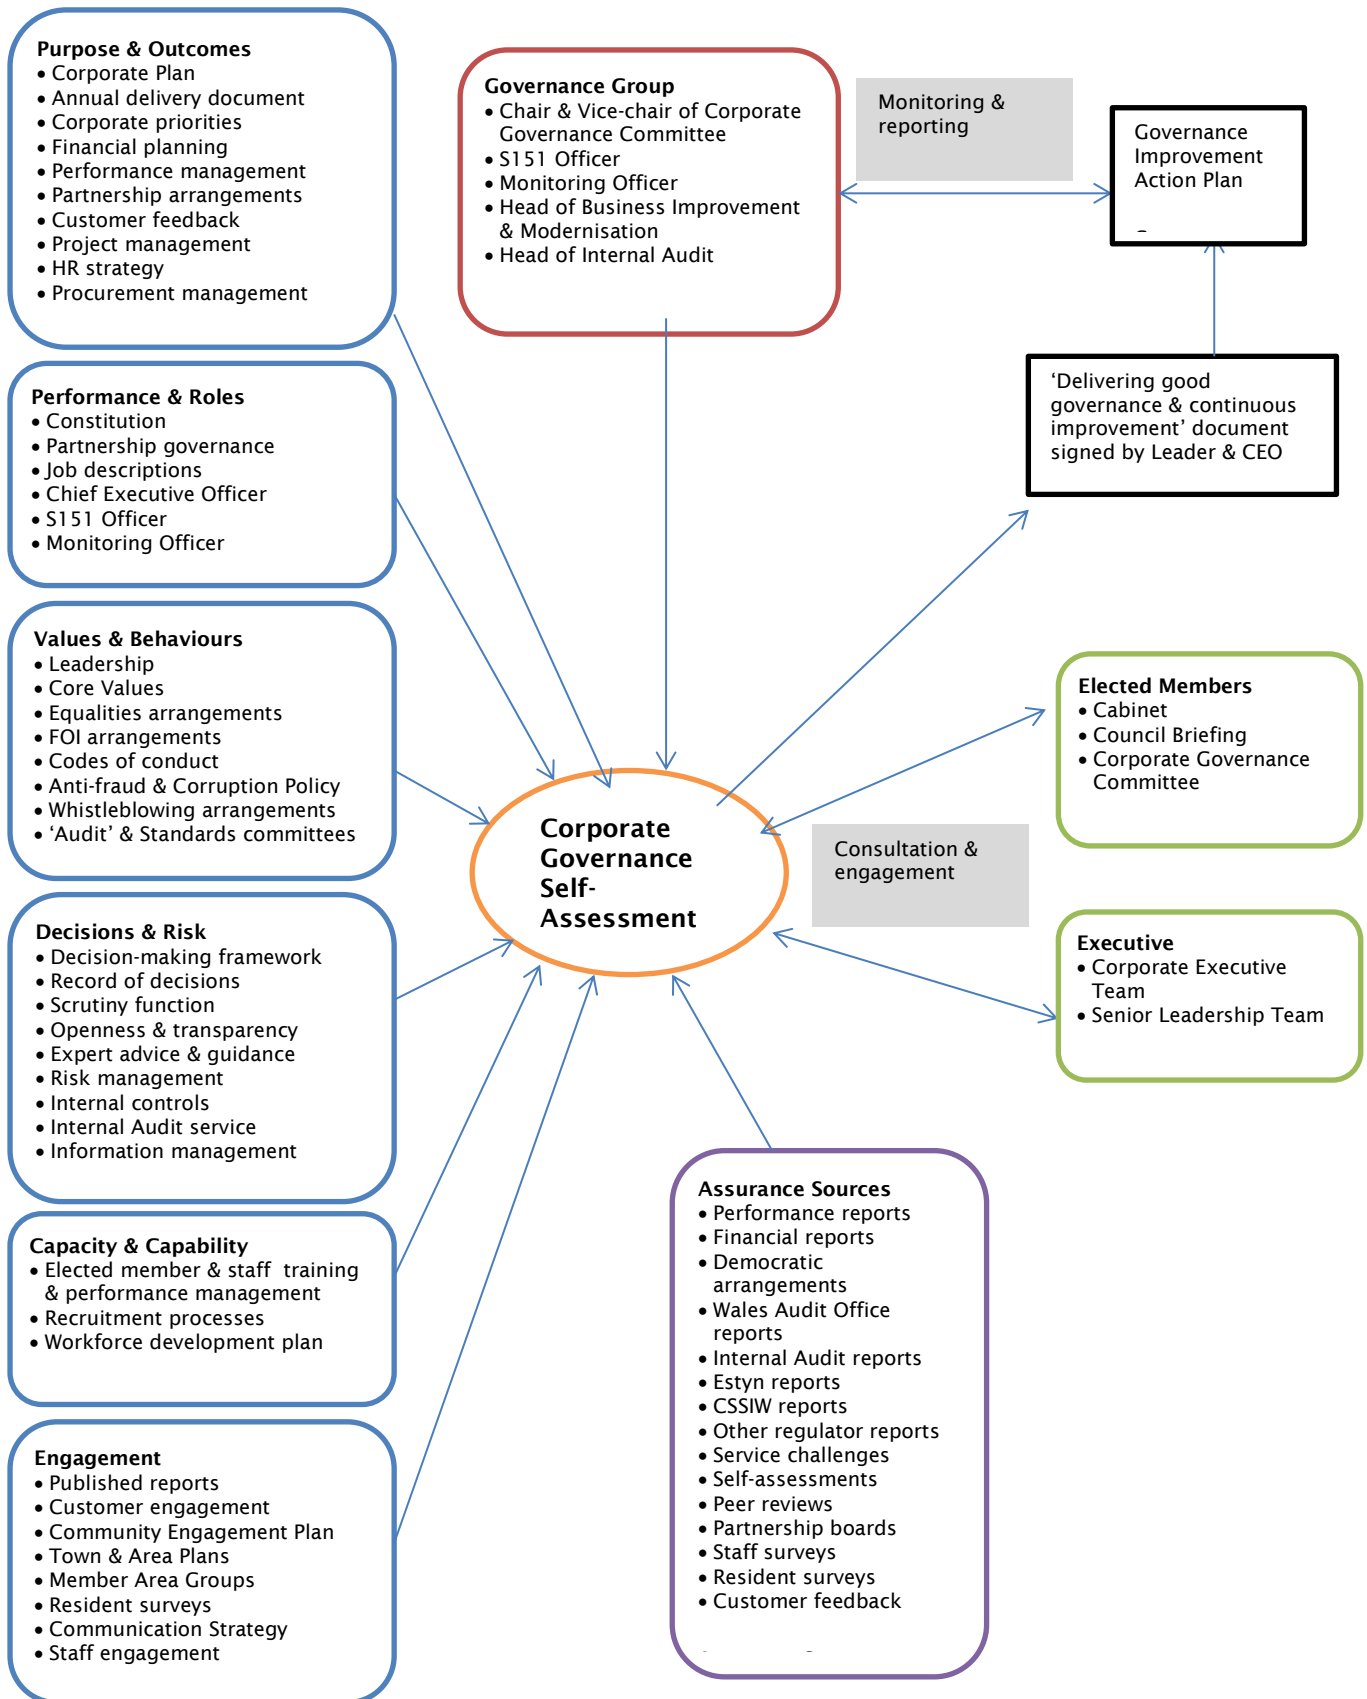 Purpose & Outcomes
• Corporate Plan
• Annual delivery document
• Corporate priorities
• Financial planning
• Performance management
• Partnership arrangements
• Customer feedback
• Project management
• HR strategy
• Procurement management
Performance & Roles
• Constitution
• Partnership governance
• Job descriptions
• Chief Executive Officer
• S151 Officer
• Monitoring Officer
Values & Behaviours
• Leadership
• Core Values
• Equalities arrangements
• FOI arrangements
• Codes of conduct
• Anti-fraud & Corruption Policy
• Whistleblowing arrangements
• ‘Audit’ & Standards committees
Decisions & Risk
• Decision-making framework
• Record of decisions
• Scrutiny function
• Openness & transparency
• Expert advice & guidance
• Risk management
• Internal controls
• Internal Audit service
• Information management
Capacity & Capability
• Elected member & staff training
& performance management
• Recruitment processes
• Workforce development plan
Engagement
• Published reports
• Customer engagement
• Community Engagement Plan
• Town & Area Plans
• Member Area Groups
• Resident surveys
• Communication Strategy
• Staff engagement
Governance Group
• Chair & Vice-chair of Corporate
Governance Committee
• S151 Officer
• Monitoring Officer
• Head of Business Improvement
& Modernisation
• Head of Internal Audit
Monitoring &
reporting
Governance
Improvement
Action Plan
‘Delivering good
governance & continuous
improvement’ document
signed by Leader & CEO
Corporate
Governance
Self-
Assessment
Elected Members
• Cabinet
• Council Briefing
• Corporate Governance
Committee
Consultation &
engagement
Executive
• Corporate Executive
Team
• Senior Leadership Team
Assurance Sources
• Performance reports
• Financial reports
• Democratic
arrangements
• Wales Audit Office
reports
• Internal Audit reports
• Estyn reports
• CSSIW reports
• Other regulator reports
• Service challenges
• Self-assessments
• Peer reviews
• Partnership boards
• Staff surveys
• Resident surveys
• Customer feedback